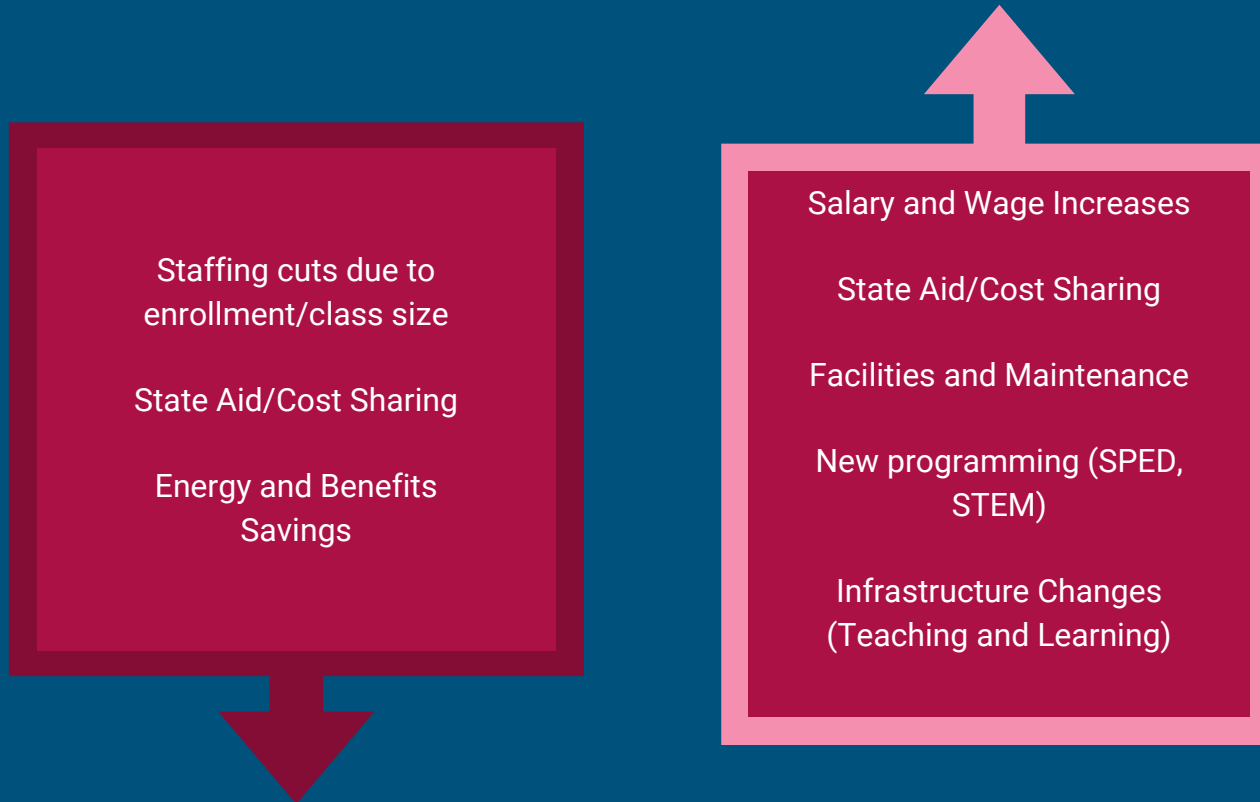 Staffing cuts due to
enrollment/class size
State Aid/Cost Sharing
Energy and Benefits
Savings
Salary and Wage Increases
State Aid/Cost Sharing
Facilities and Maintenance
New programming (SPED,
STEM)
Infrastructure Changes
(Teaching and Learning)